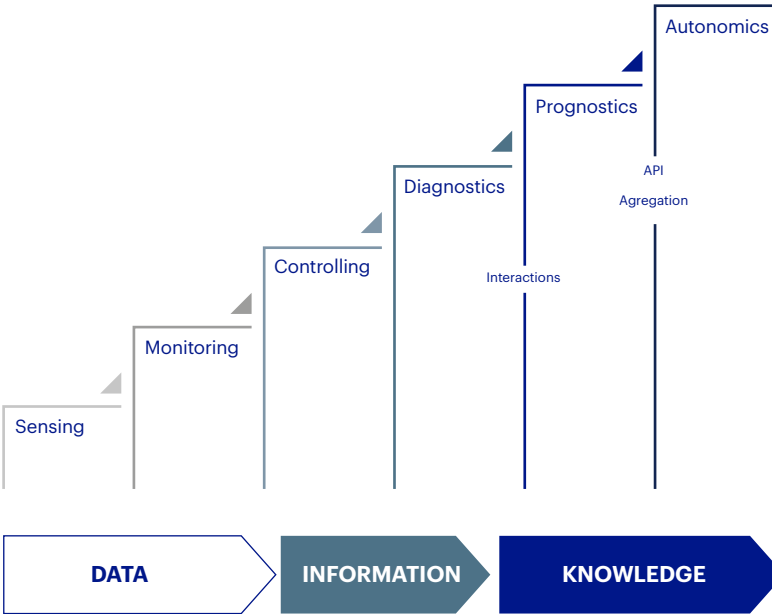 Autonomics
Prognostics
API
Agregation
Diagnostics
Interactions
Controlling
Monitoring
Sensing
DATA
INFORMATION
KNOWLEDGE